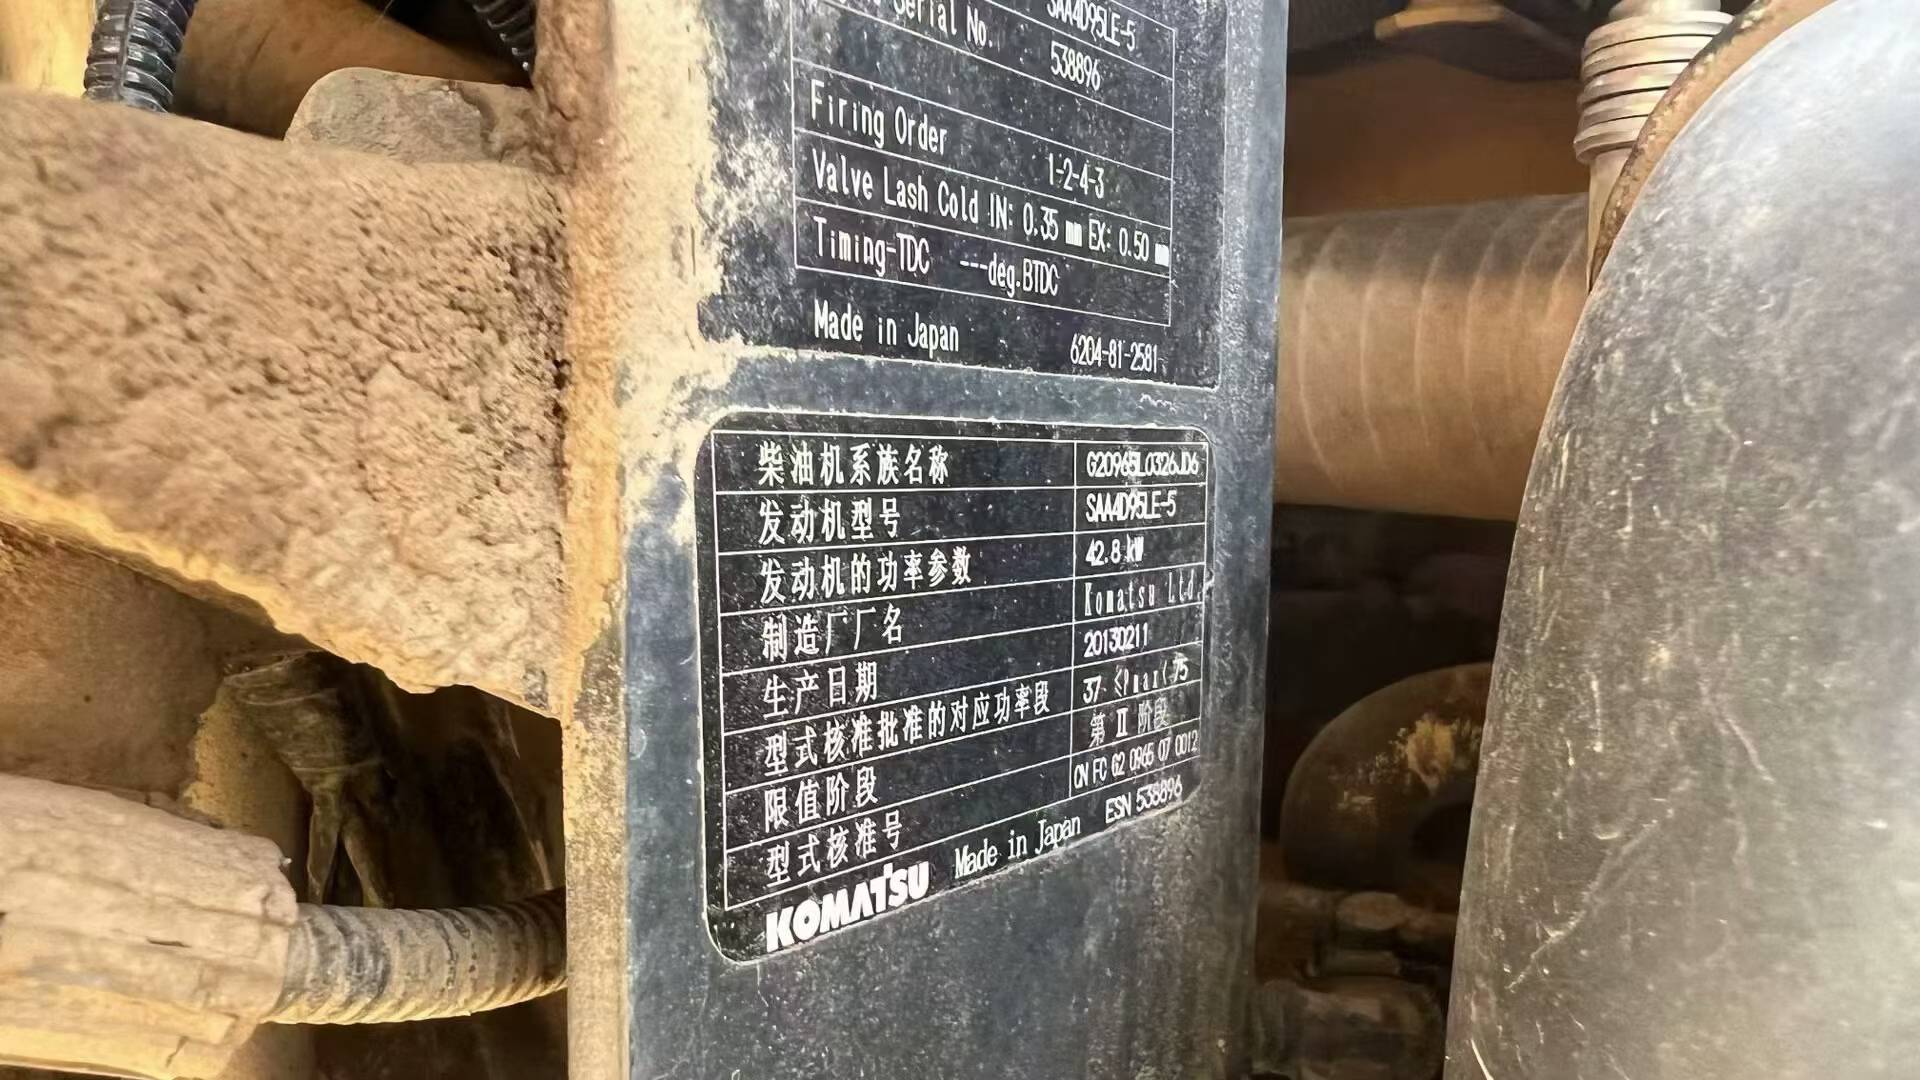 SAA4D95LE-5
Serial No. 538896
Firing Order 1-2-4-3
Valve Lash Cold IN: 0.35 mm EX: 0.50 mm
Timing-TDC ---deg.BTDC
Made in Japan 6204-81-2581
柴油机系族名称 G20965L0326JD6
发动机型号 SAA4D95LE-5
发动机的功率参数 42.8 kW
制造厂厂名 Komatsu Ltd.
生产日期 20130211
型式核准批准的对应功率段 37 ≤Pmax< 75
限值阶段 第 Ⅱ 阶段
型式核准号 CN FC G2 0965 07 0012
KOMATSU Made in Japan ESN 538896